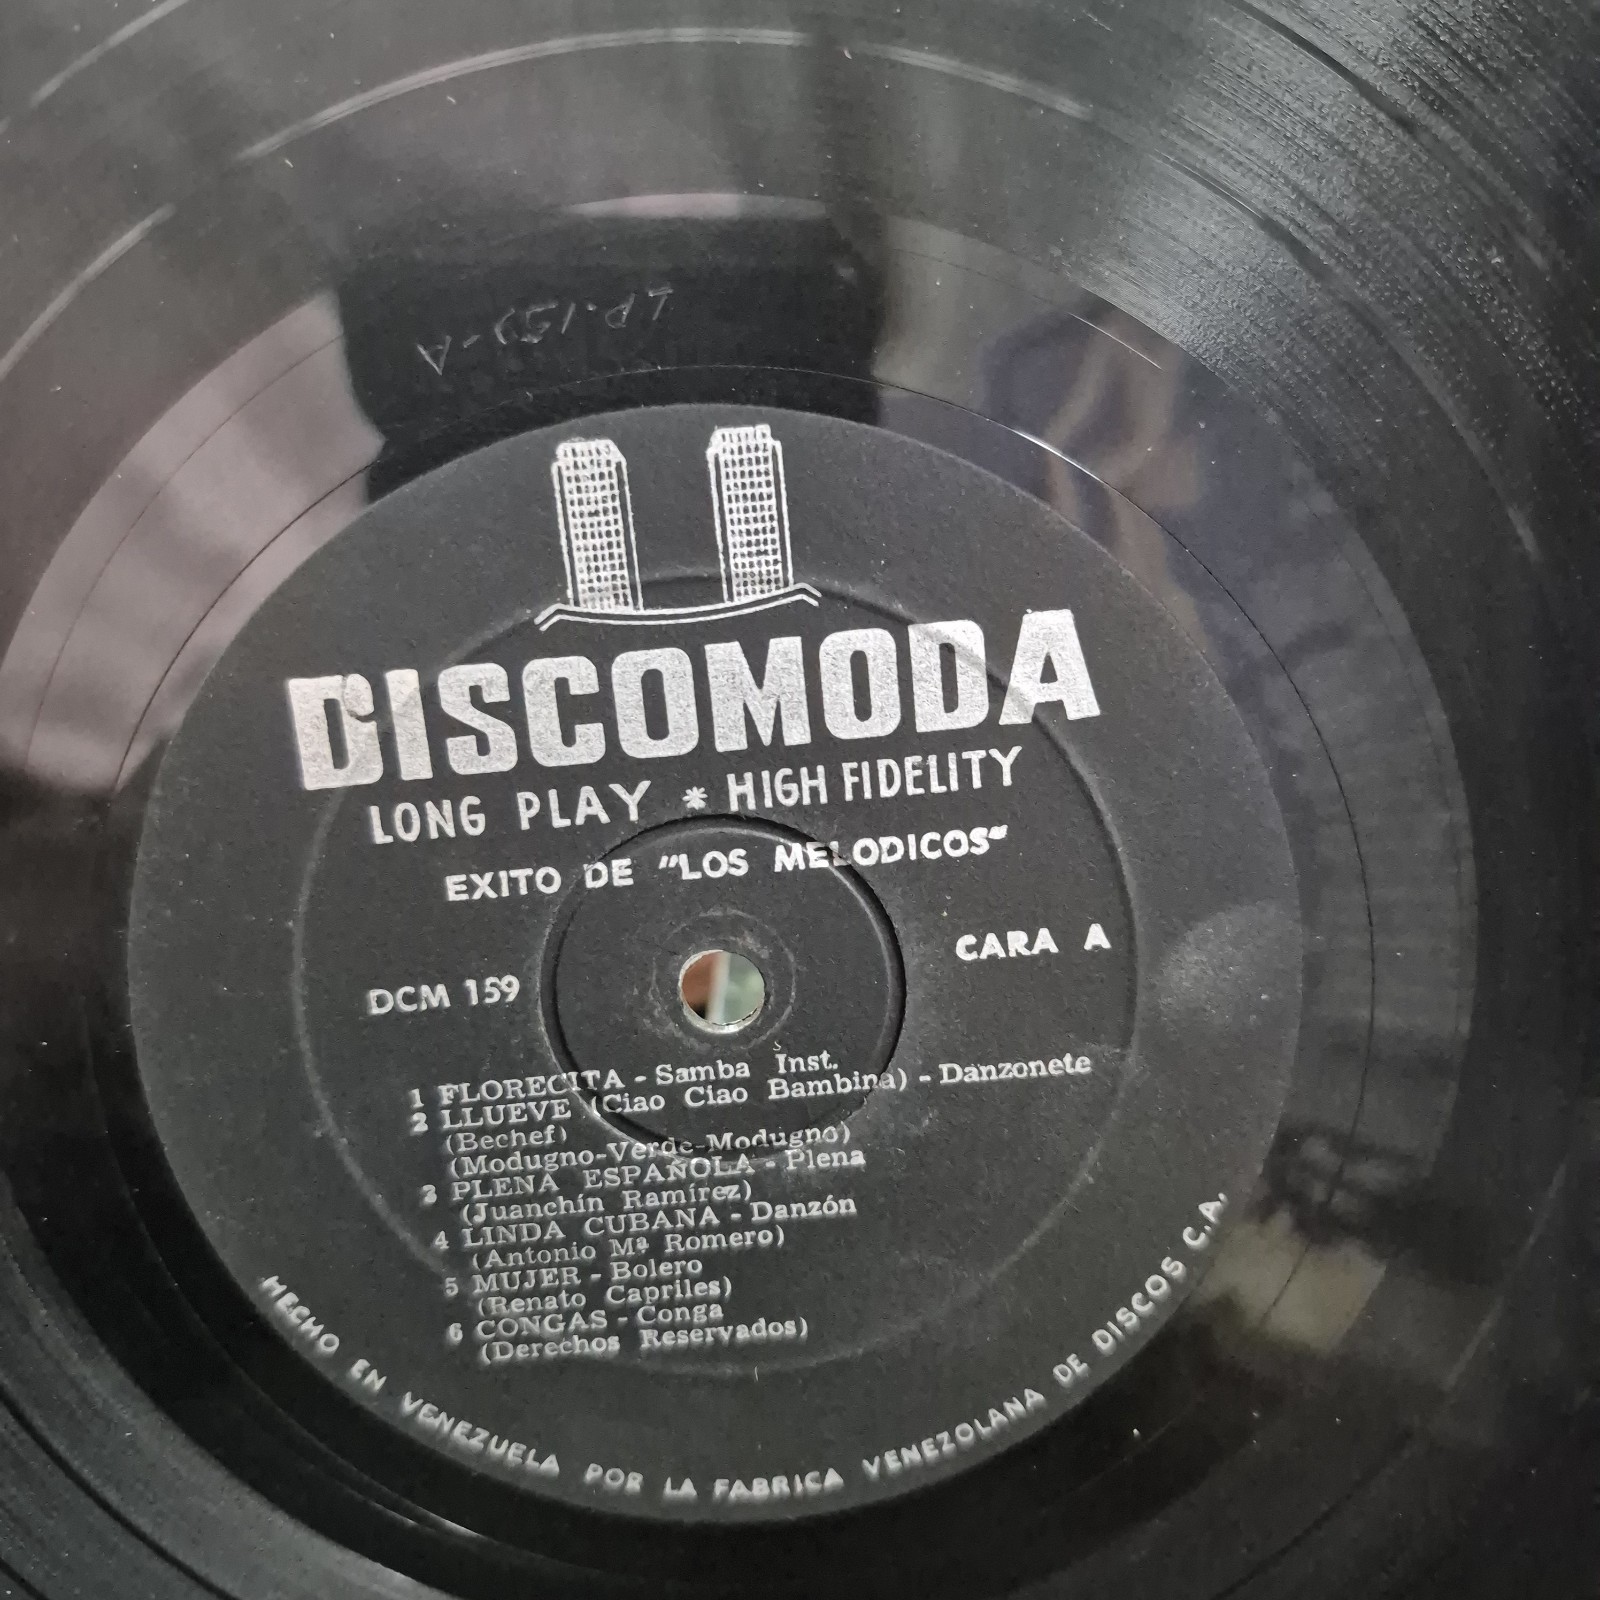 LP-159-A
DISCOMODA
LONG PLAY * HIGH FIDELITY
EXITO DE "LOS MELODICOS"
CARA A
DCM 159
1 FLORECITA - Samba Inst.
2 LLUEVE (Ciao Ciao Bambina) - Danzonete
(Bechef)
(Modugno-Verde-Modugno)
3 PLENA ESPAÑOLA - Plena
(Juanchín Ramírez)
4 LINDA CUBANA - Danzón
(Antonio Mª Romero)
5 MUJER - Bolero
(Renato Capriles)
6 CONGAS - Conga
(Derechos Reservados)
HECHO EN VENEZUELA POR LA FABRICA VENEZOLANA DE DISCOS C.A.